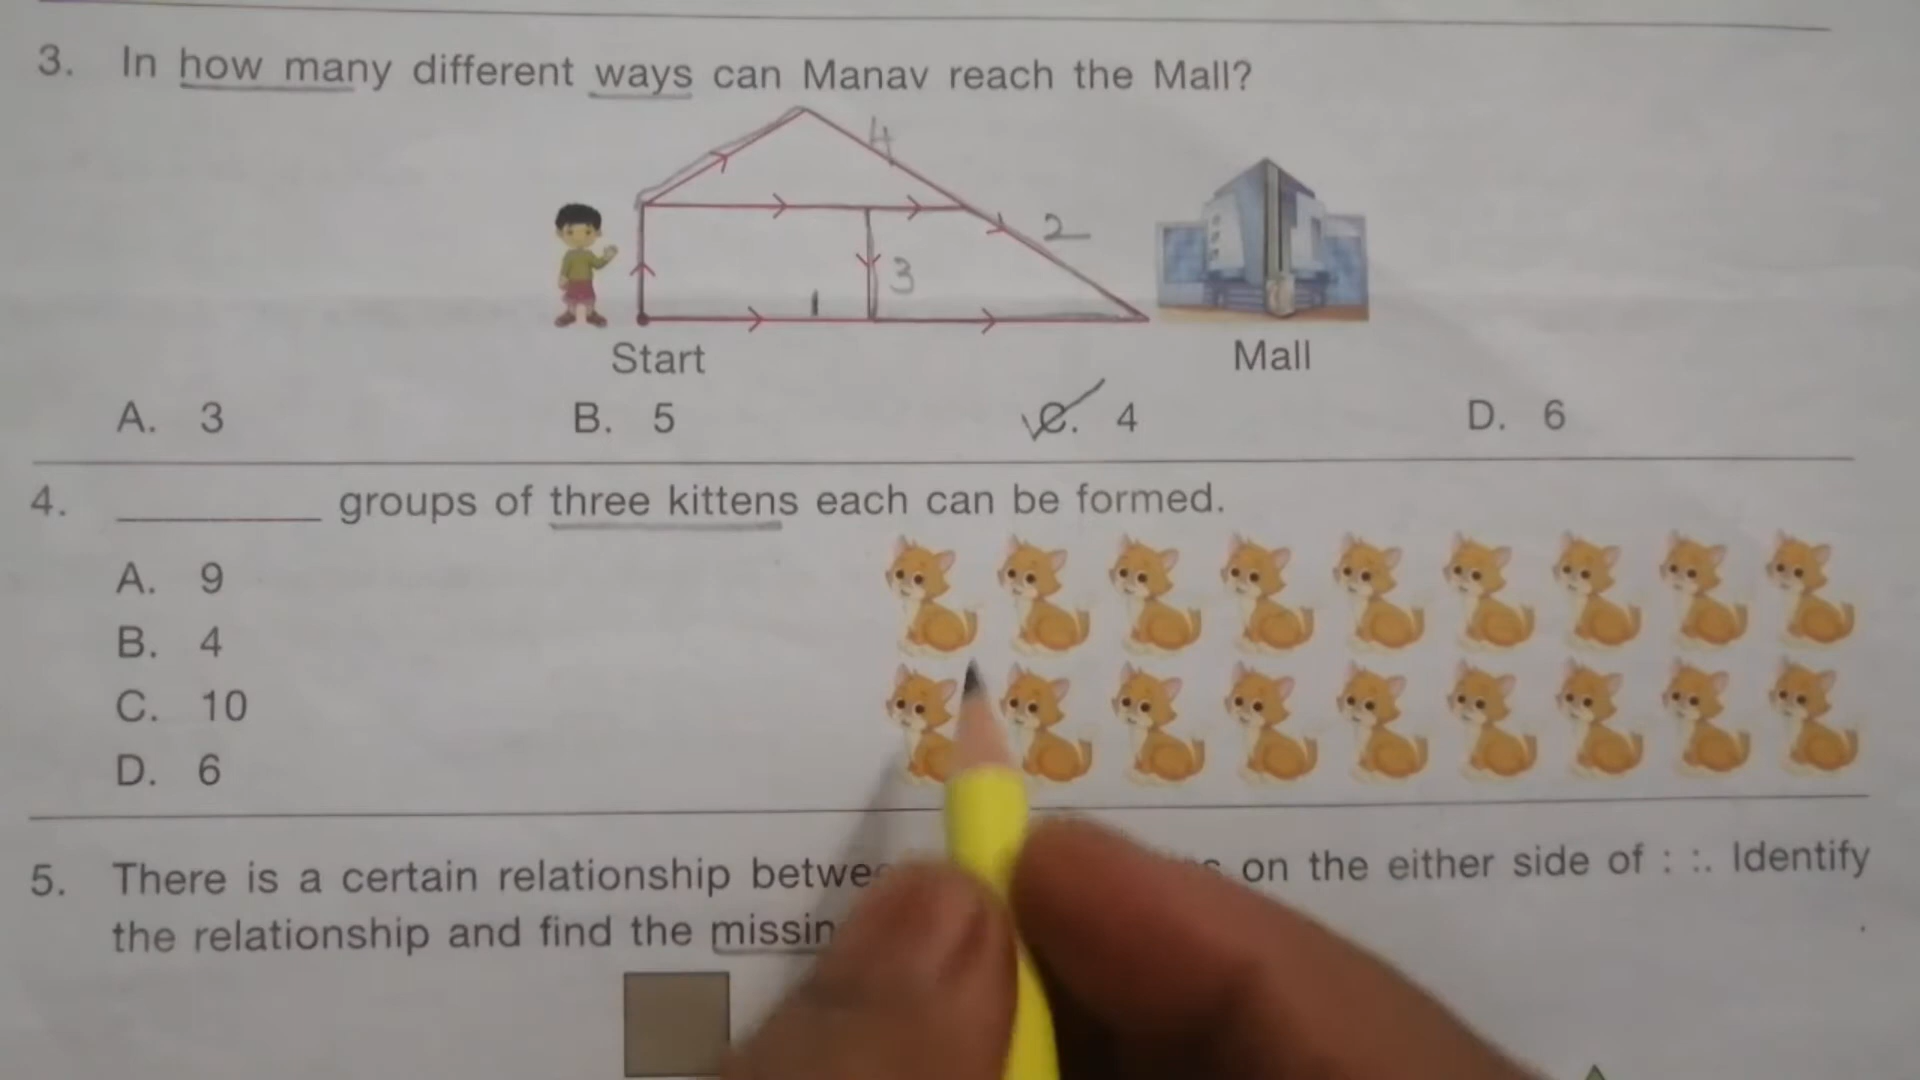 3. In how many different ways can Manav reach the Mall?
4
2
3
1
Start
Mall
A. 3 B. 5 C. 4 D. 6
4. ________ groups of three kittens each can be formed.
A. 9
B. 4
C. 10
D. 6
5. There is a certain relationship on the either side of : :. Identify
the relationship and find the